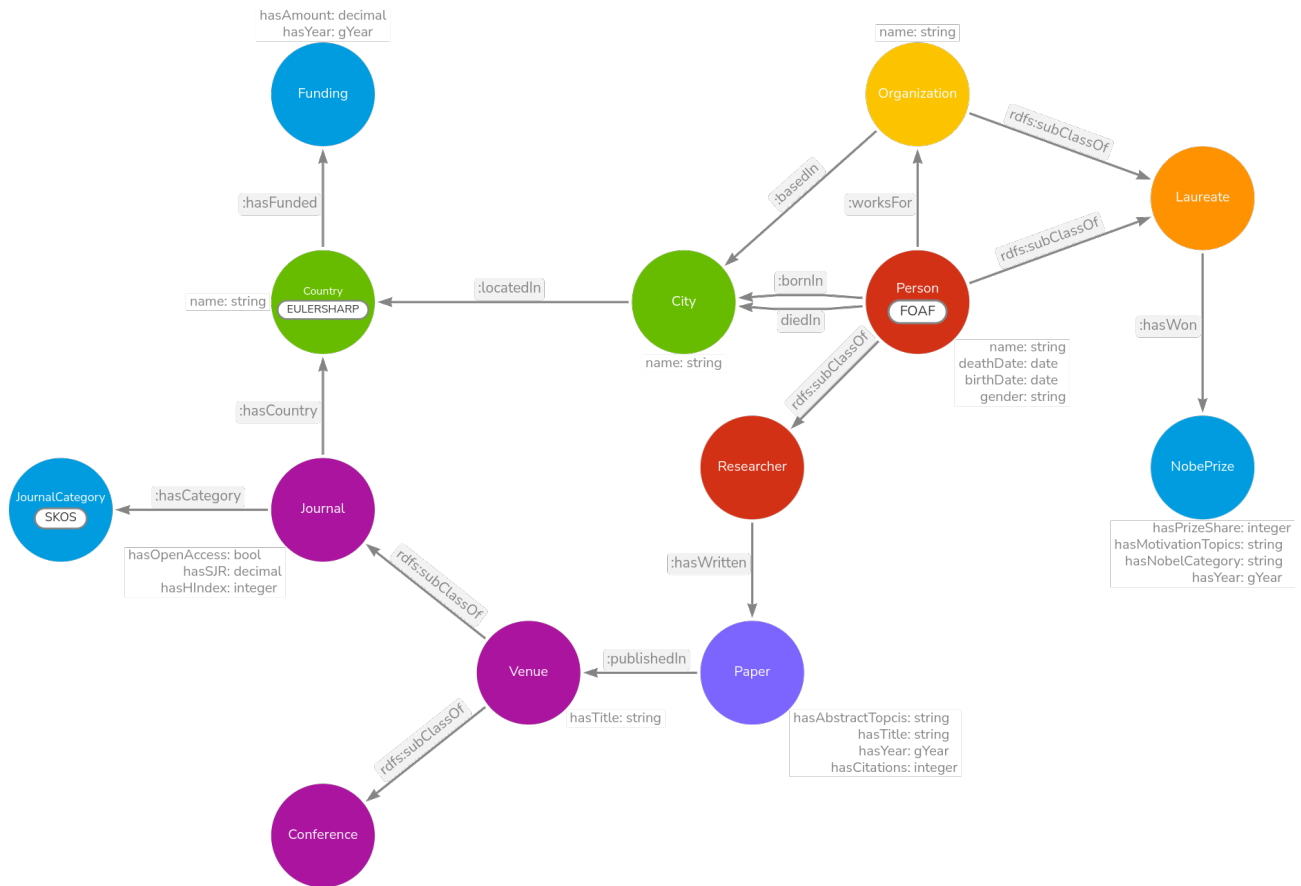 hasAmount: decimal
hasYear: gYear
Funding
name: string
Organization
rdfs:subClassOf
:basedIn
:hasFunded
:worksFor
Laureate
rdfs:subClassOf
Country
EULERSHARP
name: string
:locatedIn
City
name: string
:bornIn
diedIn
Person
FOAF
name: string
deathDate: date
birthDate: date
gender: string
:hasWon
rdfs:subClassOf
:hasCountry
Researcher
NobePrize
hasPrizeShare: integer
hasMotivationTopics: string
hasNobelCategory: string
hasYear: gYear
JournalCategory
SKOS
:hasCategory
Journal
hasOpenAccess: bool
hasSJR: decimal
hasHIndex: integer
:hasWritten
rdfs:subClassOf
Venue
hasTitle: string
:publishedIn
Paper
hasAbstractTopcis: string
hasTitle: string
hasYear: gYear
hasCitations: integer
rdfs:subClassOf
Conference